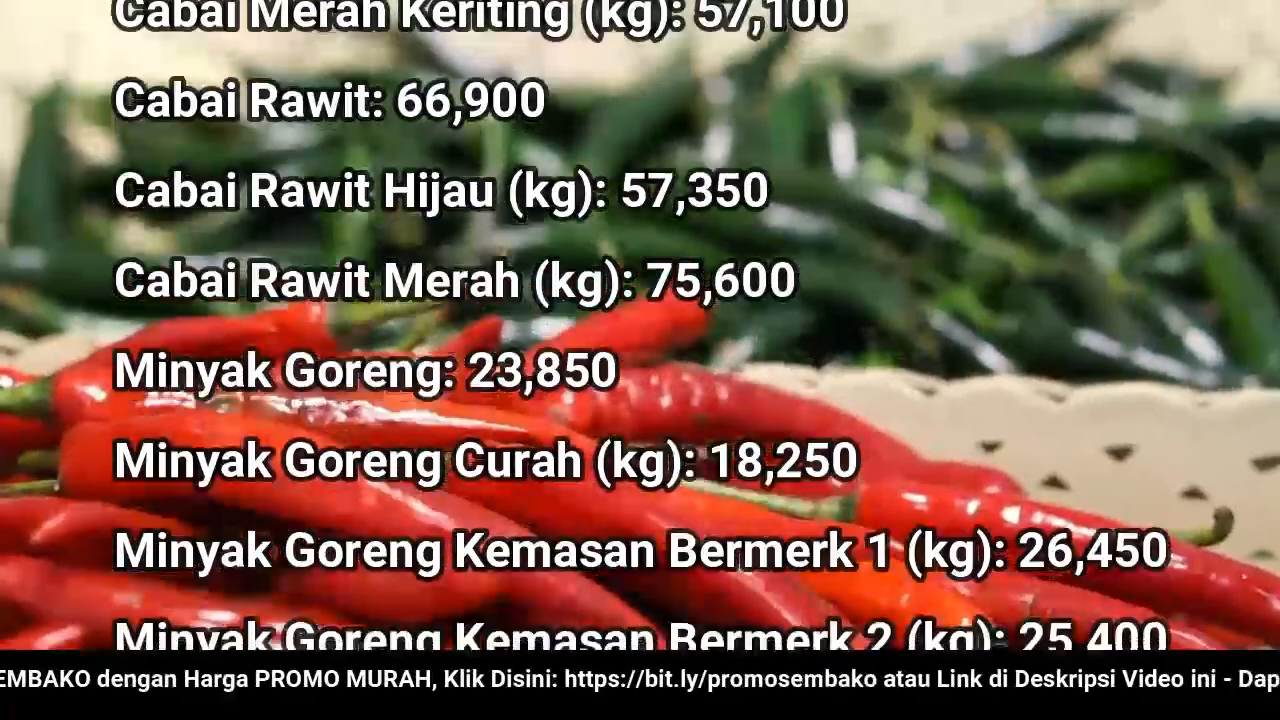 Cabai Merah Keriting (kg): 57,100
Cabai Rawit: 66,900
Cabai Rawit Hijau (kg): 57,350
Cabai Rawit Merah (kg): 75,600
Minyak Goreng: 23,850
Minyak Goreng Curah (kg): 18,250
Minyak Goreng Kemasan Bermerk 1 (kg): 26,450
Minyak Goreng Kemasan Bermerk 2 (kg): 25,400
EMBAKO dengan Harga PROMO MURAH, Klik Disini: https://bit.ly/promosembako atau Link di Deskripsi Video ini - Dap